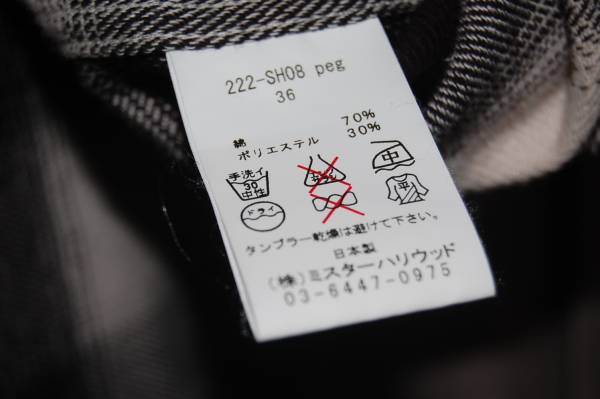 222-SH08 peg
36
綿 70%
ポリエステル 30%
手洗イ
30
中性
エンソ
サラシ
中
平
ドライ
タンブラー乾燥は避けて下さい。
日本製
(株)ミスターハリウッド
03-6447-0975